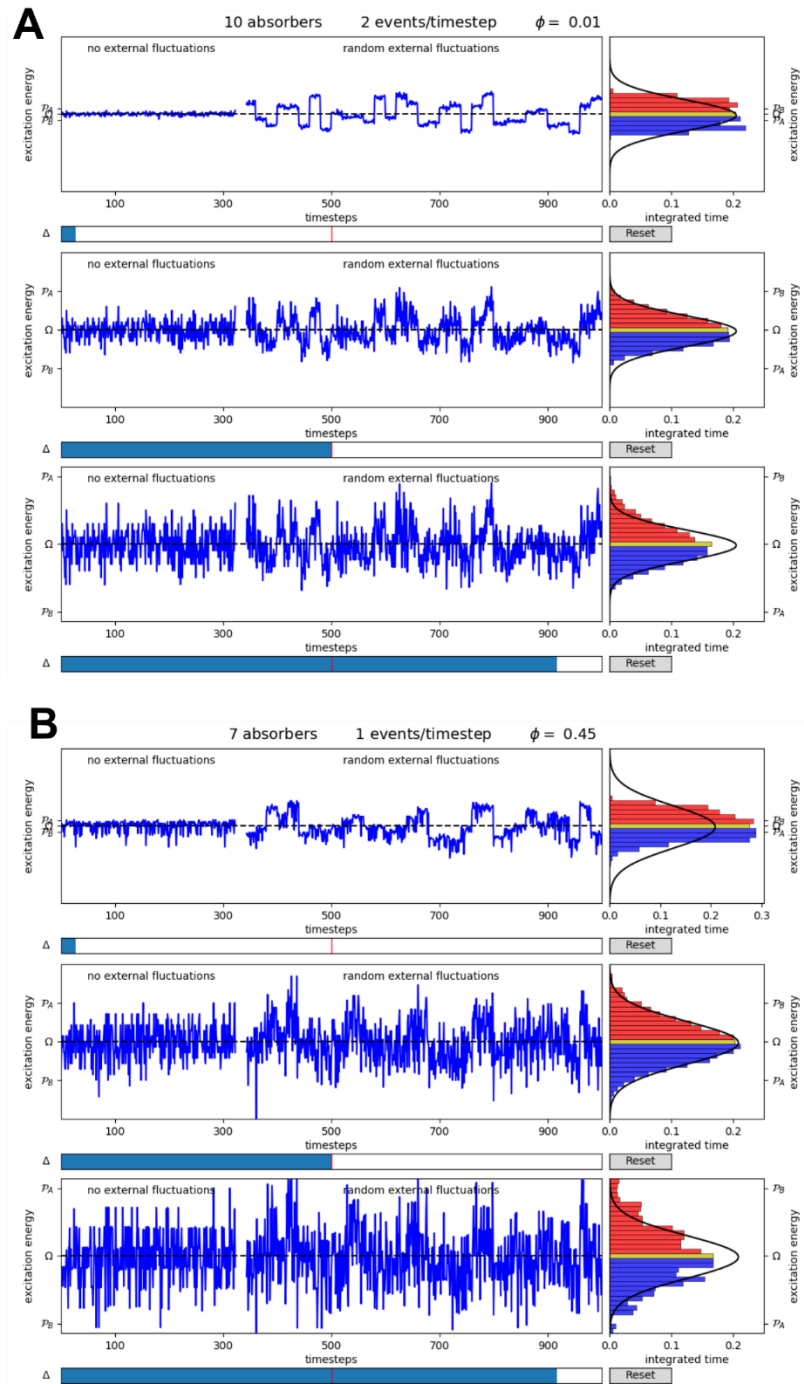 A
10 absorbers 2 events/timestep ϕ = 0.01
no external fluctuations random external fluctuations
excitation energy
𝒫A
Ω
𝒫B
𝒫B
Ω
𝒫A
excitation energy
100 300 500 700 900
0.0 0.1 0.2
timesteps
integrated time
Δ
Reset
no external fluctuations random external fluctuations
excitation energy
𝒫A
Ω
𝒫B
𝒫B
Ω
𝒫A
excitation energy
100 300 500 700 900
0.0 0.1 0.2
timesteps
integrated time
Δ
Reset
no external fluctuations random external fluctuations
excitation energy
𝒫A
Ω
𝒫B
𝒫B
Ω
𝒫A
excitation energy
100 300 500 700 900
0.0 0.1 0.2
timesteps
integrated time
Δ
Reset
B
7 absorbers 1 events/timestep ϕ = 0.45
no external fluctuations random external fluctuations
excitation energy
𝒫A
Ω
𝒫B
𝒫B
Ω
𝒫A
excitation energy
100 300 500 700 900
0.0 0.1 0.2 0.3
timesteps
integrated time
Δ
Reset
no external fluctuations random external fluctuations
excitation energy
𝒫A
Ω
𝒫B
𝒫B
Ω
𝒫A
excitation energy
100 300 500 700 900
0.0 0.1 0.2
timesteps
integrated time
Δ
Reset
no external fluctuations random external fluctuations
excitation energy
𝒫A
Ω
𝒫B
𝒫B
Ω
𝒫A
excitation energy
100 300 500 700 900
0.0 0.1 0.2
timesteps
integrated time
Δ
Reset